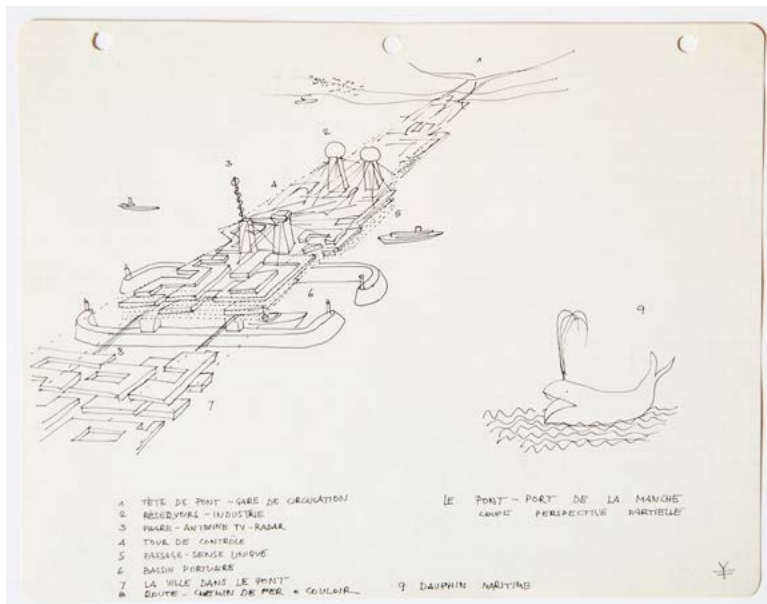 1
2
3
4
5
6
7
8
9
1 TÊTE DE PONT - GARE DE CIRCULATION
2 RÉSERVOIRS - INDUSTRIE
3 PHARE - ANTENNE TV - RADAR
4 TOUR DE CONTRÔLE
5 PASSAGE - SENSE UNIQUE
6 BASSIN PORTUAIRE
7 LA VILLE DANS LE PONT
8 ROUTE - CHEMIN DE FER = COULOIR
LE PONT - PORT DE LA MANCHE
COUPE PERSPECTIVE PARTIELLE
9 DAUPHIN MARITIME